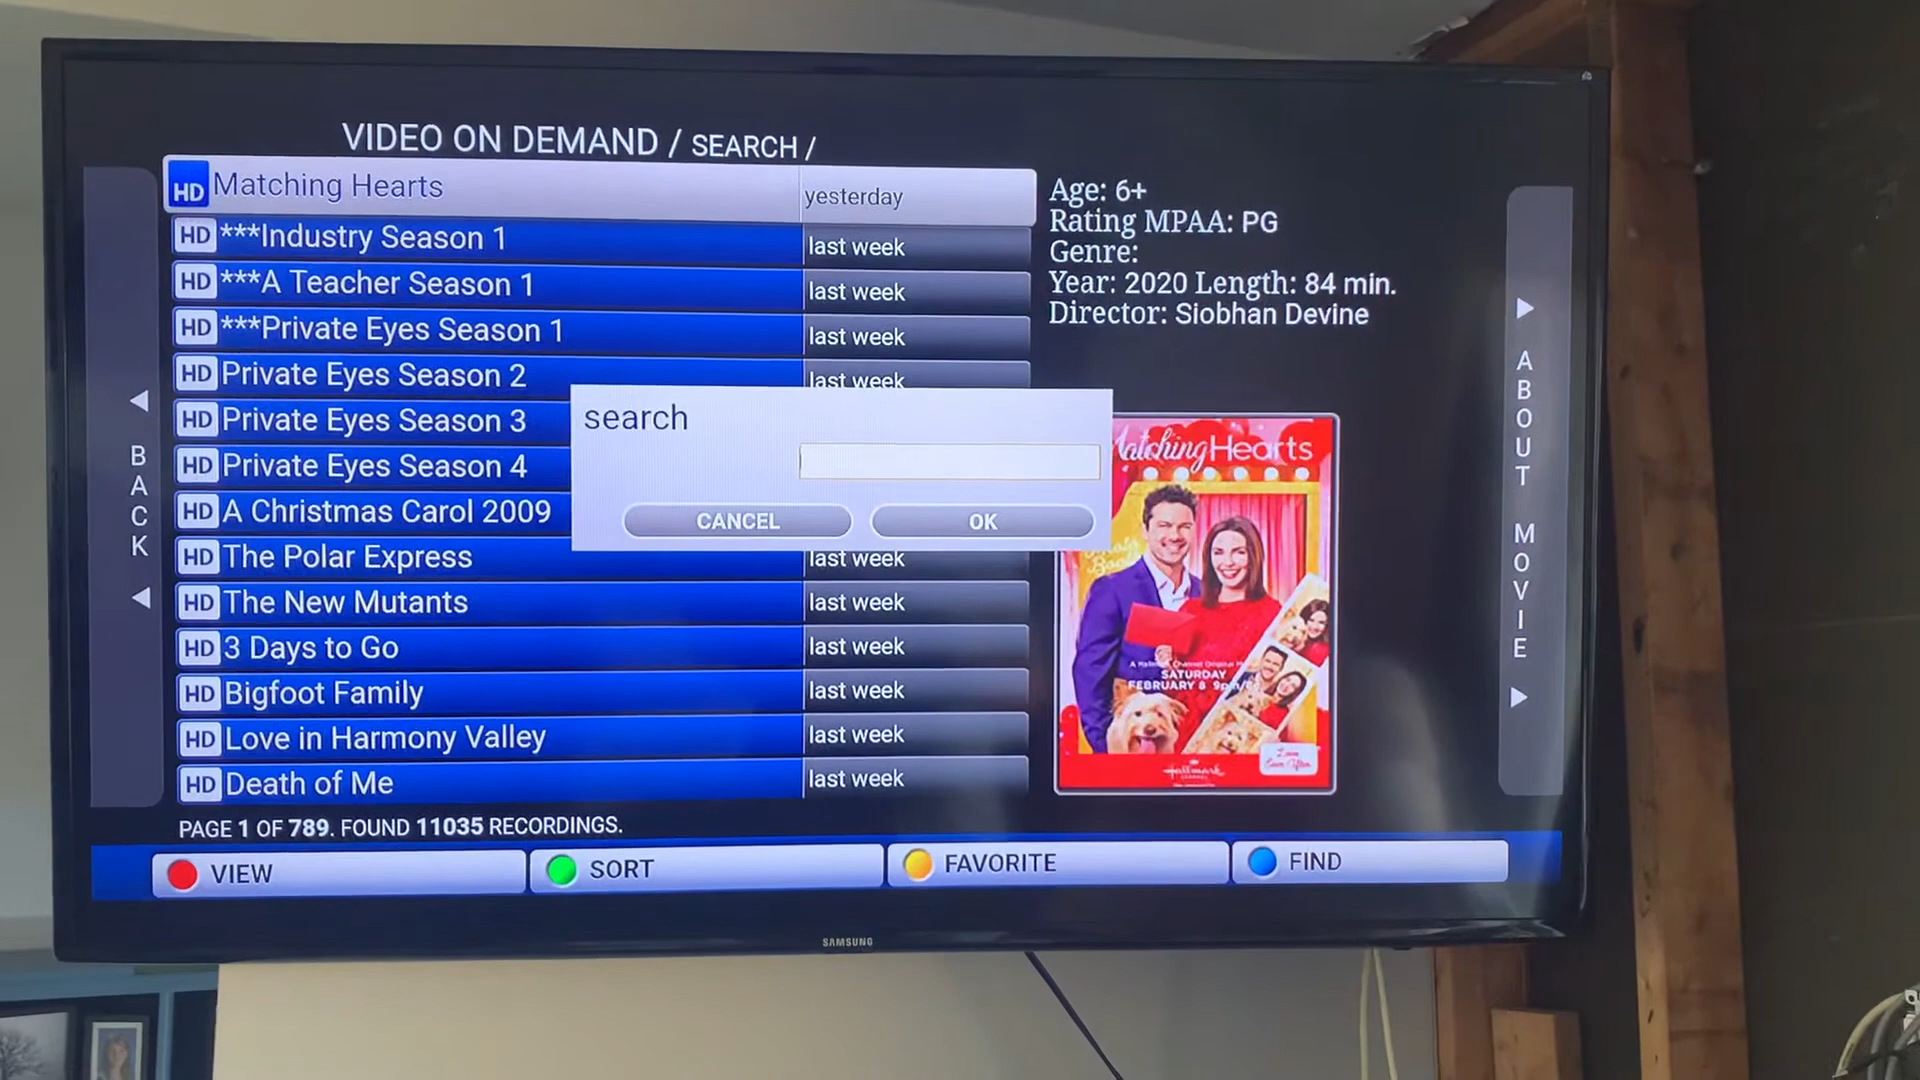 VIDEO ON DEMAND / SEARCH /
HD Matching Hearts yesterday
HD ***Industry Season 1 last week
HD ***A Teacher Season 1 last week
HD ***Private Eyes Season 1 last week
HD Private Eyes Season 2 last week
HD Private Eyes Season 3
HD Private Eyes Season 4
HD A Christmas Carol 2009
HD The Polar Express last week
HD The New Mutants last week
HD 3 Days to Go last week
HD Bigfoot Family last week
HD Love in Harmony Valley last week
HD Death of Me last week
PAGE 1 OF 789. FOUND 11035 RECORDINGS.
search
CANCEL OK
Age: 6+
Rating MPAA: PG
Genre:
Year: 2020 Length: 84 min.
Director: Siobhan Devine
Matching Hearts
SATURDAY
FEBRUARY 8 9pm
Hallmark
CHANNEL
BACK
ABOUT MOVIE
VIEW SORT FAVORITE FIND
SAMSUNG